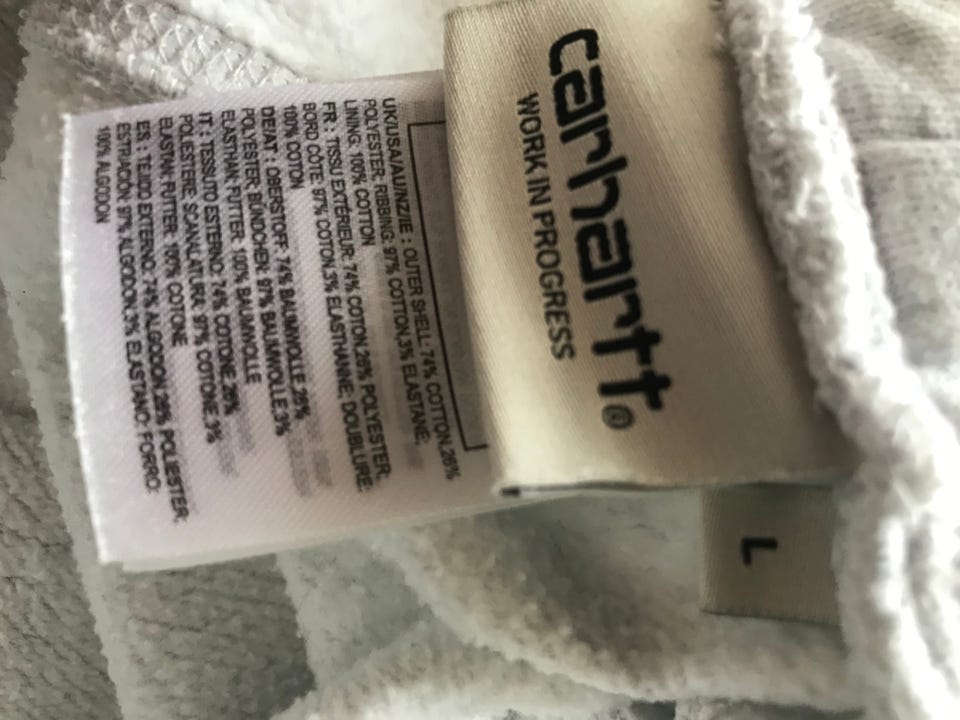 carhartt®
WORK IN PROGRESS
L
UK/USA/AU/NZ/IE : OUTER SHELL: 74% COTTON,26%
POLYESTER; RIBBING: 97% COTTON,3% ELASTANE;
LINING: 100% COTTON
FR : TISSU EXTÉRIEUR: 74% COTON,26% POLYESTER;
BORD CÔTE: 97% COTON,3% ELASTHANNE; DOUBLURE:
100% COTON
DE/AT : OBERSTOFF: 74% BAUMWOLLE,26%
POLYESTER; BÜNDCHEN: 97% BAUMWOLLE,3%
ELASTHAN; FUTTER: 100% BAUMWOLLE
IT : TESSUTO ESTERNO: 74% COTONE,26%
POLIESTERE; SCANALATURA: 97% COTONE,3%
ELASTAN; FUTTER: 100% COTONE
ES : TEJIDO EXTERNO: 74% ALGODON,26% POLIESTER;
ESTRIACIÓN: 97% ALGODON,3% ELASTANO; FORRO:
100% ALGODON